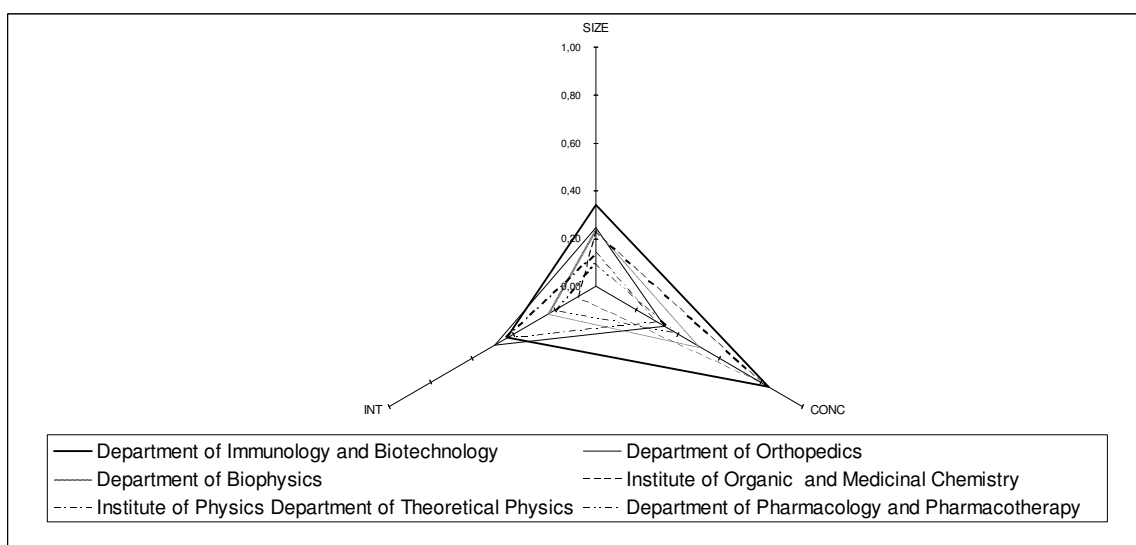 SIZE
1,00
0,80
0,60
0,40
0,20
0,00
INT
CONC
Department of Immunology and Biotechnology
Department of Orthopedics
Department of Biophysics
Institute of Organic and Medicinal Chemistry
Institute of Physics Department of Theoretical Physics
Department of Pharmacology and Pharmacotherapy